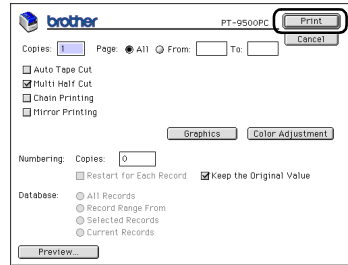 brother PT-9500PC Print
Copies: 1 Page: All From: To: Cancel
Auto Tape Cut
Multi Half Cut
Chain Printing
Mirror Printing
Graphics Color Adjustment
Numbering: Copies: 0
Restart for Each Record Keep the Original Value
Database: All Records
Record Range From
Selected Records
Current Records
Preview...